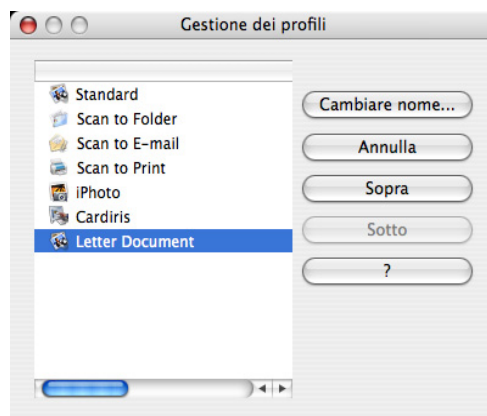 Gestione dei profili
Standard
Scan to Folder
Scan to E-mail
Scan to Print
iPhoto
Cardiris
Letter Document
Cambiare nome...
Annulla
Sopra
Sotto
?